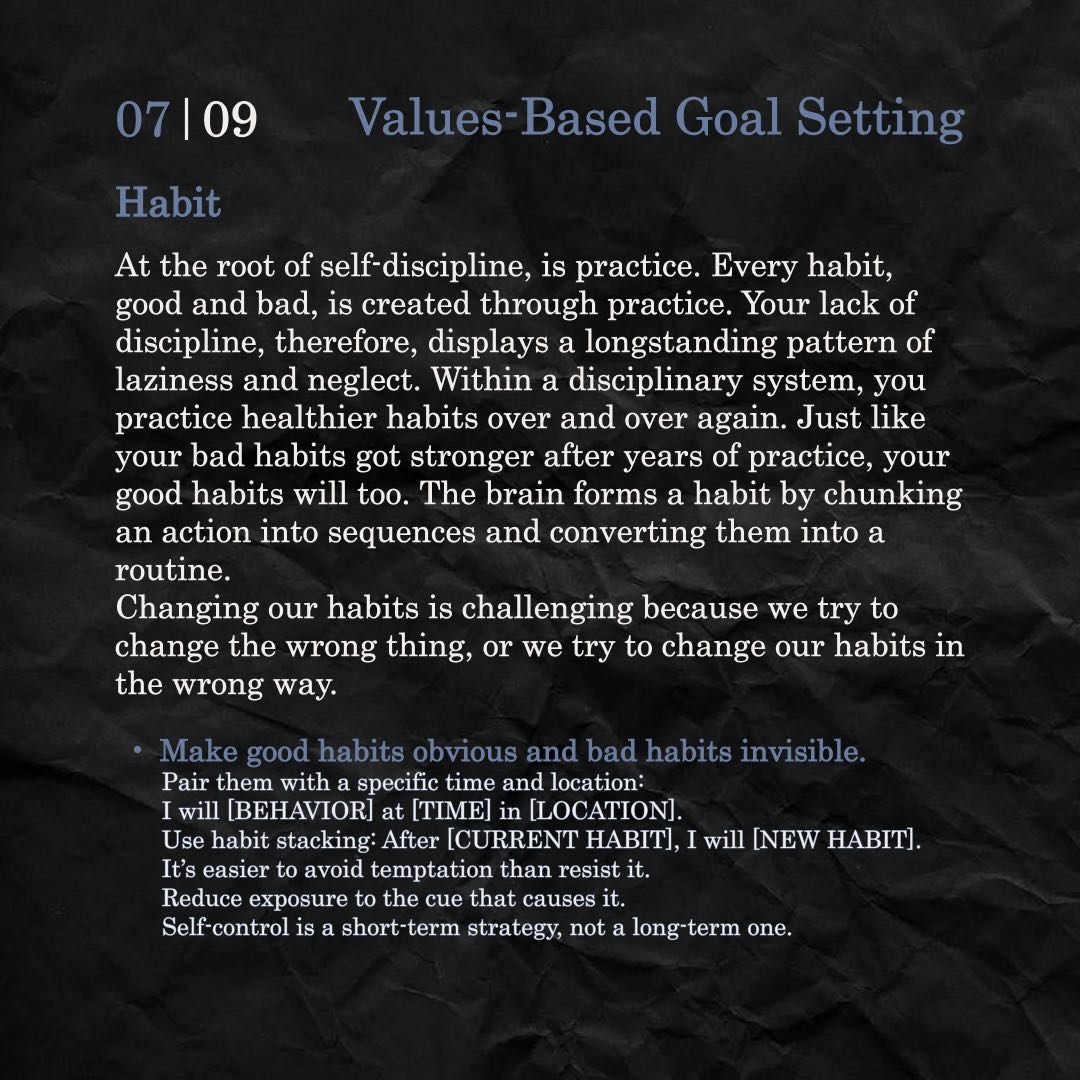 07|09 Values-Based Goal Setting
Habit
At the root of self-discipline, is practice. Every habit,
good and bad, is created through practice. Your lack of
discipline, therefore, displays a longstanding pattern of
laziness and neglect. Within a disciplinary system, you
practice healthier habits over and over again. Just like
your bad habits got stronger after years of practice, your
good habits will too. The brain forms a habit by chunking
an action into sequences and converting them into a
routine.
Changing our habits is challenging because we try to
change the wrong thing, or we try to change our habits in
the wrong way.
• Make good habits obvious and bad habits invisible.
Pair them with a specific time and location:
I will [BEHAVIOR] at [TIME] in [LOCATION].
Use habit stacking: After [CURRENT HABIT], I will [NEW HABIT].
It’s easier to avoid temptation than resist it.
Reduce exposure to the cue that causes it.
Self-control is a short-term strategy, not a long-term one.